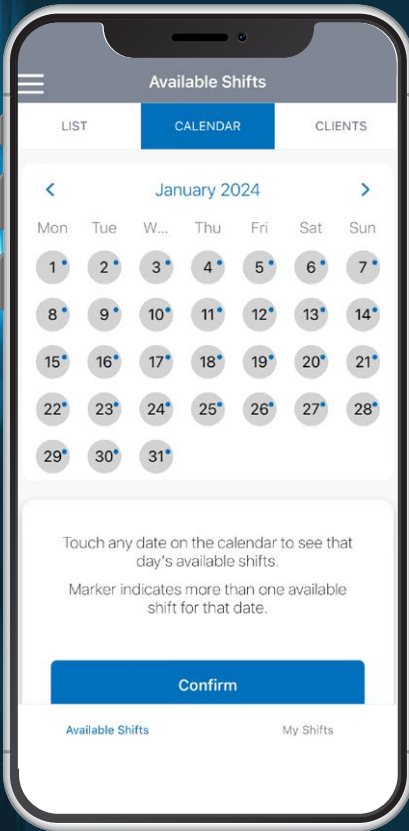 Available Shifts
LIST CALENDAR CLIENTS
< January 2024 >
Mon Tue W... Thu Fri Sat Sun
1 2 3 4 5 6 7
8 9 10 11 12 13 14
15 16 17 18 19 20 21
22 23 24 25 26 27 28
29 30 31
Touch any date on the calendar to see that
day's available shifts.
Marker indicates more than one available
shift for that date.
Confirm
Available Shifts My Shifts